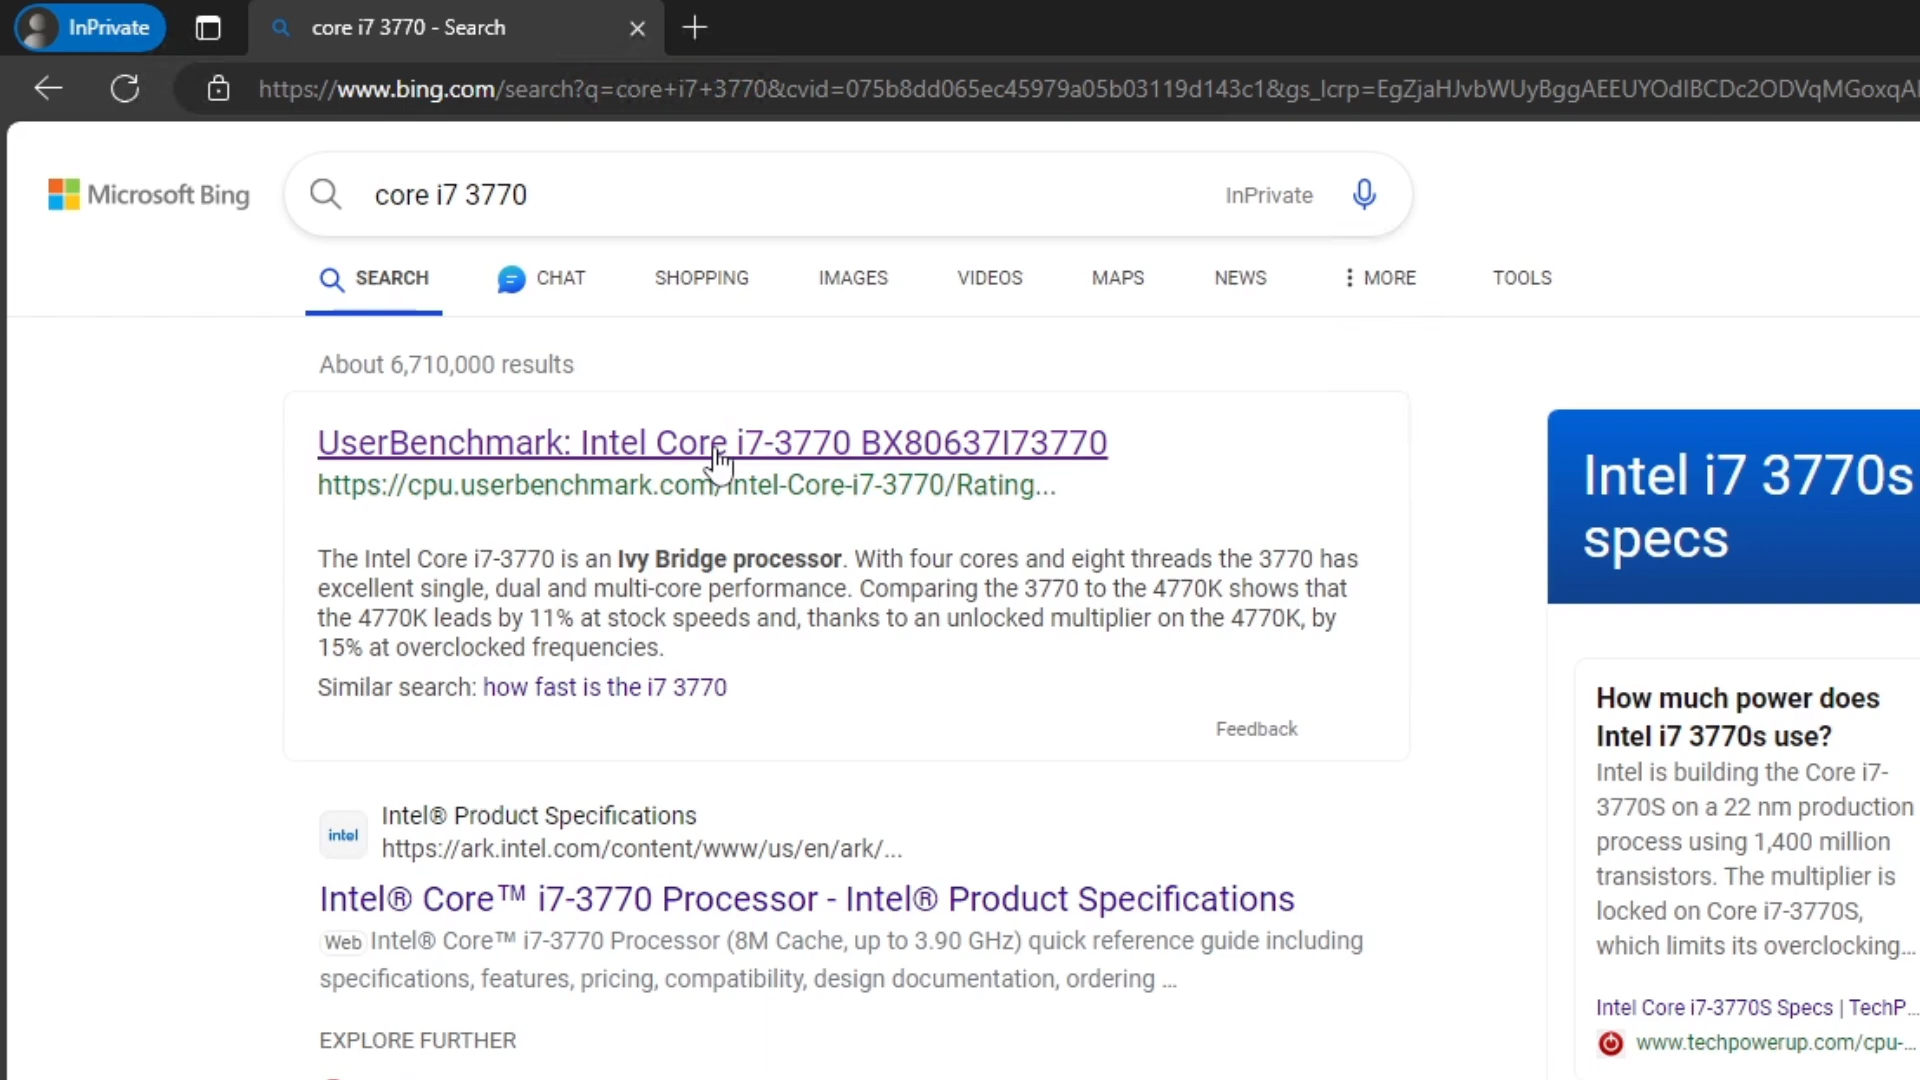 InPrivate
core i7 3770 - Search
https://www.bing.com/search?q=core+i7+3770&cvid=075b8dd065ec45979a05b03119d143c1&gs_lcrp=EgZjaHJvbWUyBggAEEUYOdIBCDc2ODVqMGoxqAI
Microsoft Bing
core i7 3770
InPrivate
SEARCH
CHAT
SHOPPING
IMAGES
VIDEOS
MAPS
NEWS
MORE
TOOLS
About 6,710,000 results
UserBenchmark: Intel Core i7-3770 BX80637I73770
https://cpu.userbenchmark.com/Intel-Core-i7-3770/Rating...
The Intel Core i7-3770 is an Ivy Bridge processor. With four cores and eight threads the 3770 has
excellent single, dual and multi-core performance. Comparing the 3770 to the 4770K shows that
the 4770K leads by 11% at stock speeds and, thanks to an unlocked multiplier on the 4770K, by
15% at overclocked frequencies.
Similar search: how fast is the i7 3770
Feedback
intel
Intel® Product Specifications
https://ark.intel.com/content/www/us/en/ark/...
Intel® Core™ i7-3770 Processor - Intel® Product Specifications
Web Intel® Core™ i7-3770 Processor (8M Cache, up to 3.90 GHz) quick reference guide including
specifications, features, pricing, compatibility, design documentation, ordering ...
EXPLORE FURTHER
Intel i7 3770s
specs
How much power does
Intel i7 3770s use?
Intel is building the Core i7-
3770S on a 22 nm production
process using 1,400 million
transistors. The multiplier is
locked on Core i7-3770S,
which limits its overclocking...
Intel Core i7-3770S Specs | TechP...
www.techpowerup.com/cpu-...